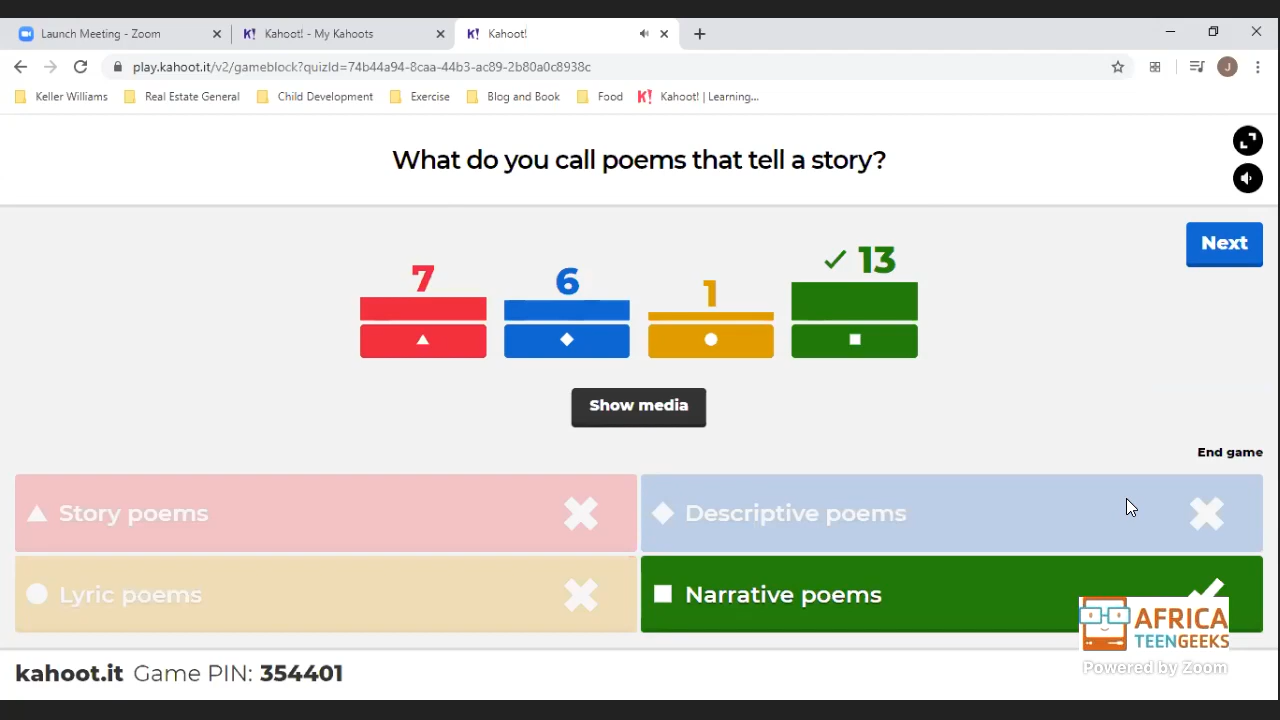 Launch Meeting - Zoom
Kahoot! - My Kahoots
Kahoot!
play.kahoot.it/v2/gameblock?quizId=74b44a94-8caa-44b3-ac89-2b80a0c8938c
J
Keller Williams
Real Estate General
Child Development
Exercise
Blog and Book
Food
Kahoot! | Learning...
What do you call poems that tell a story?
Next
7
6
1
13
Show media
End game
Story poems
Descriptive poems
Lyric poems
Narrative poems
AFRICA
TEENGEEKS
Powered by Zoom
kahoot.it Game PIN: 354401